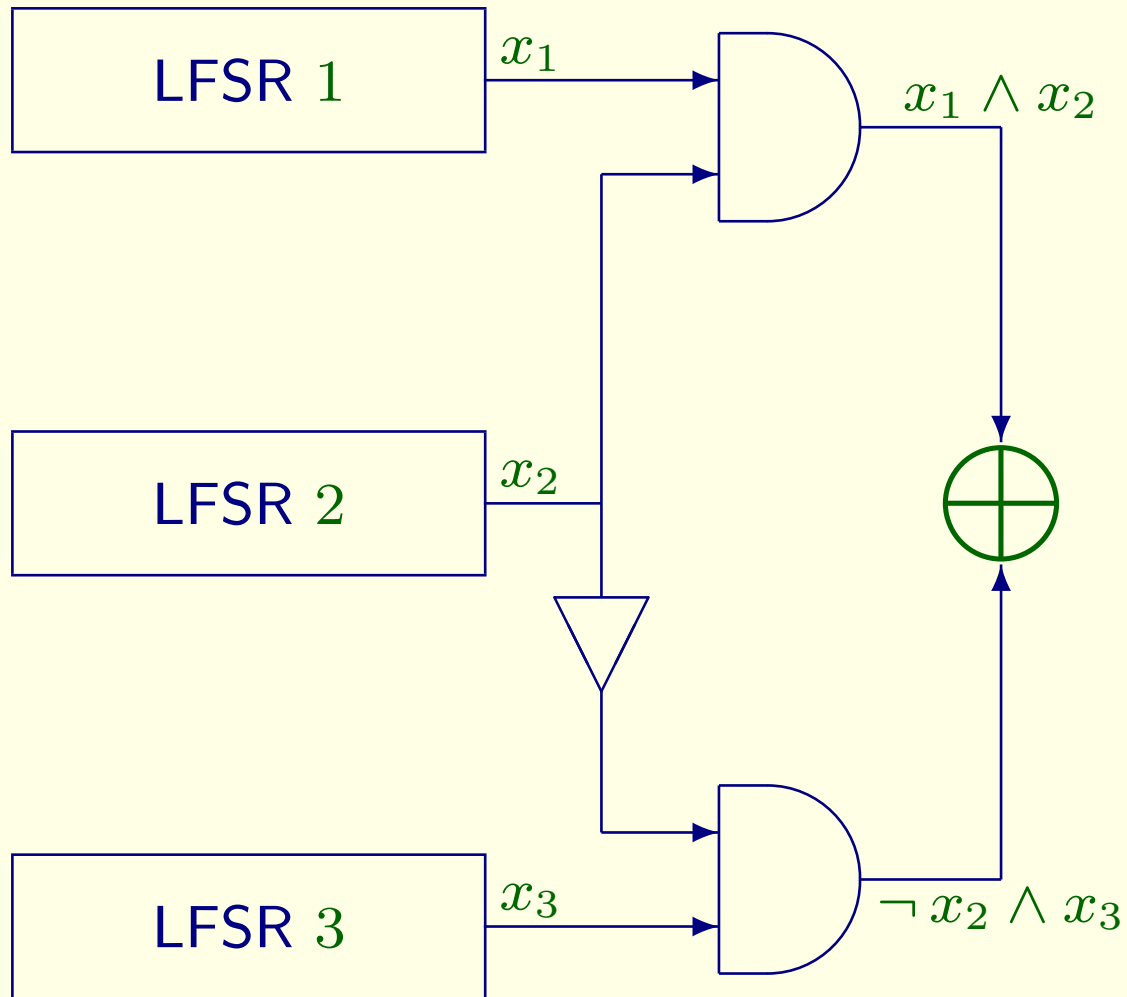 LFSR 1
x₁
x₁ ∧ x₂
LFSR 2
x₂
LFSR 3
x₃
¬ x₂ ∧ x₃